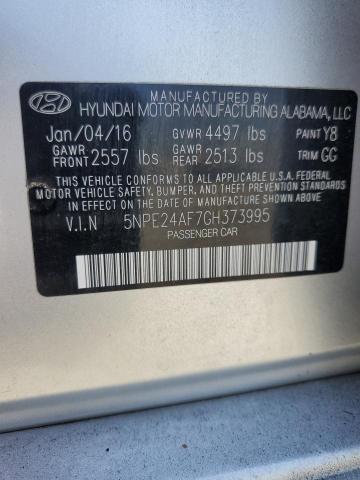 MANUFACTURED BY
HYUNDAI MOTOR MANUFACTURING ALABAMA, LLC
Jan/04/16 GVWR 4497 lbs PAINT Y8
GAWR FRONT 2557 lbs GAWR REAR 2513 lbs TRIM GG
THIS VEHICLE CONFORMS TO ALL APPLICABLE U.S.A FEDERAL
MOTOR VEHICLE SAFETY, BUMPER, AND THEFT PREVENTION
STANDARDS IN EFFECT ON THE DATE OF MANUFACTURE SHOWN ABOVE.
V.I.N 5NPE24AF7GH373995
PASSENGER CAR